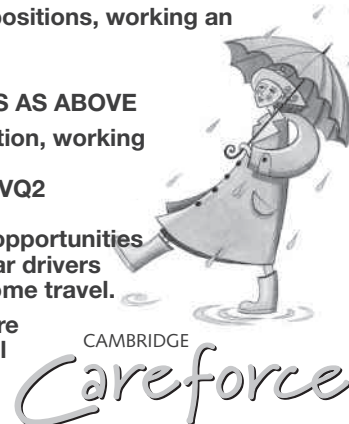 positions, working an
S AS ABOVE
tion, working
VQ2
opportunities
ar drivers
ome travel.
re
l
CAMBRIDGE
Careforce